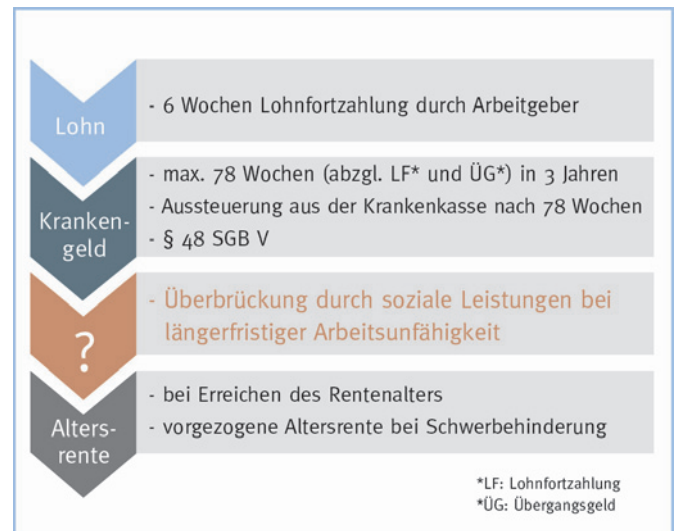 Lohn
- 6 Wochen Lohnfortzahlung durch Arbeitgeber
Kranken-
geld
- max. 78 Wochen (abzgl. LF* und ÜG*) in 3 Jahren
- Aussteuerung aus der Krankenkasse nach 78 Wochen
- § 48 SGB V
?
- Überbrückung durch soziale Leistungen bei
längerfristiger Arbeitsunfähigkeit
Alters-
rente
- bei Erreichen des Rentenalters
- vorgezogene Altersrente bei Schwerbehinderung
*LF: Lohnfortzahlung
*ÜG: Übergangsgeld